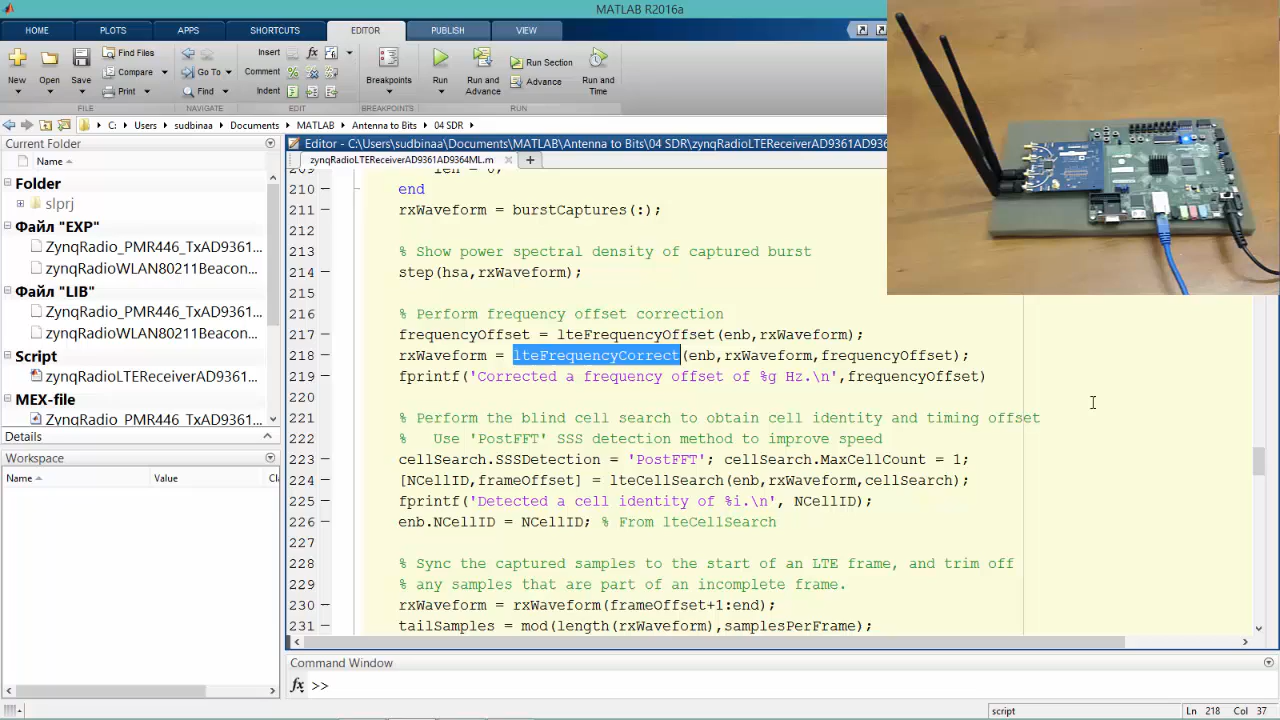 MATLAB R2016a
HOME PLOTS APPS SHORTCUTS EDITOR PUBLISH VIEW
New Open Save Find Files Compare Print Go To Find Insert Comment Indent Breakpoints Run Run and Advance Run Section Advance Run and Time
FILE NAVIGATE EDIT BREAKPOINTS RUN
C: Users sudbinaa Documents MATLAB Antenna to Bits 04 SDR
Current Folder
Name
Folder
slprj
Файл "EXP"
ZynqRadio_PMR446_TxAD9361...
zynqRadioWLAN80211Beacon...
Файл "LIB"
ZynqRadio_PMR446_TxAD9361...
zynqRadioWLAN80211Beacon...
Script
zynqRadioLTEReceiverAD9361...
MEX-file
ZynqRadio_PMR446_TxAD9361...
Details
Workspace
Name Value
Editor - C:\Users\sudbinaa\Documents\MATLAB\Antenna to Bits\04 SDR\zynqRadioLTEReceiverAD9361AD9
zynqRadioLTEReceiverAD9361AD9364ML.m
209 len = 0;
210 end
211 rxWaveform = burstCaptures(:);
212
213 % Show power spectral density of captured burst
214 step(hsa,rxWaveform);
215
216 % Perform frequency offset correction
217 frequencyOffset = lteFrequencyOffset(enb,rxWaveform);
218 rxWaveform = lteFrequencyCorrect(enb,rxWaveform,frequencyOffset);
219 fprintf('Corrected a frequency offset of %g Hz.\n',frequencyOffset)
220
221 % Perform the blind cell search to obtain cell identity and timing offset
222 % Use 'PostFFT' SSS detection method to improve speed
223 cellSearch.SSSDetection = 'PostFFT'; cellSearch.MaxCellCount = 1;
224 [NCellID,frameOffset] = lteCellSearch(enb,rxWaveform,cellSearch);
225 fprintf('Detected a cell identity of %i.\n', NCellID);
226 enb.NCellID = NCellID; % From lteCellSearch
227
228 % Sync the captured samples to the start of an LTE frame, and trim off
229 % any samples that are part of an incomplete frame.
230 rxWaveform = rxWaveform(frameOffset+1:end);
231 tailSamples = mod(length(rxWaveform),samplesPerFrame);
Command Window
fx >>
script Ln 218 Col 37